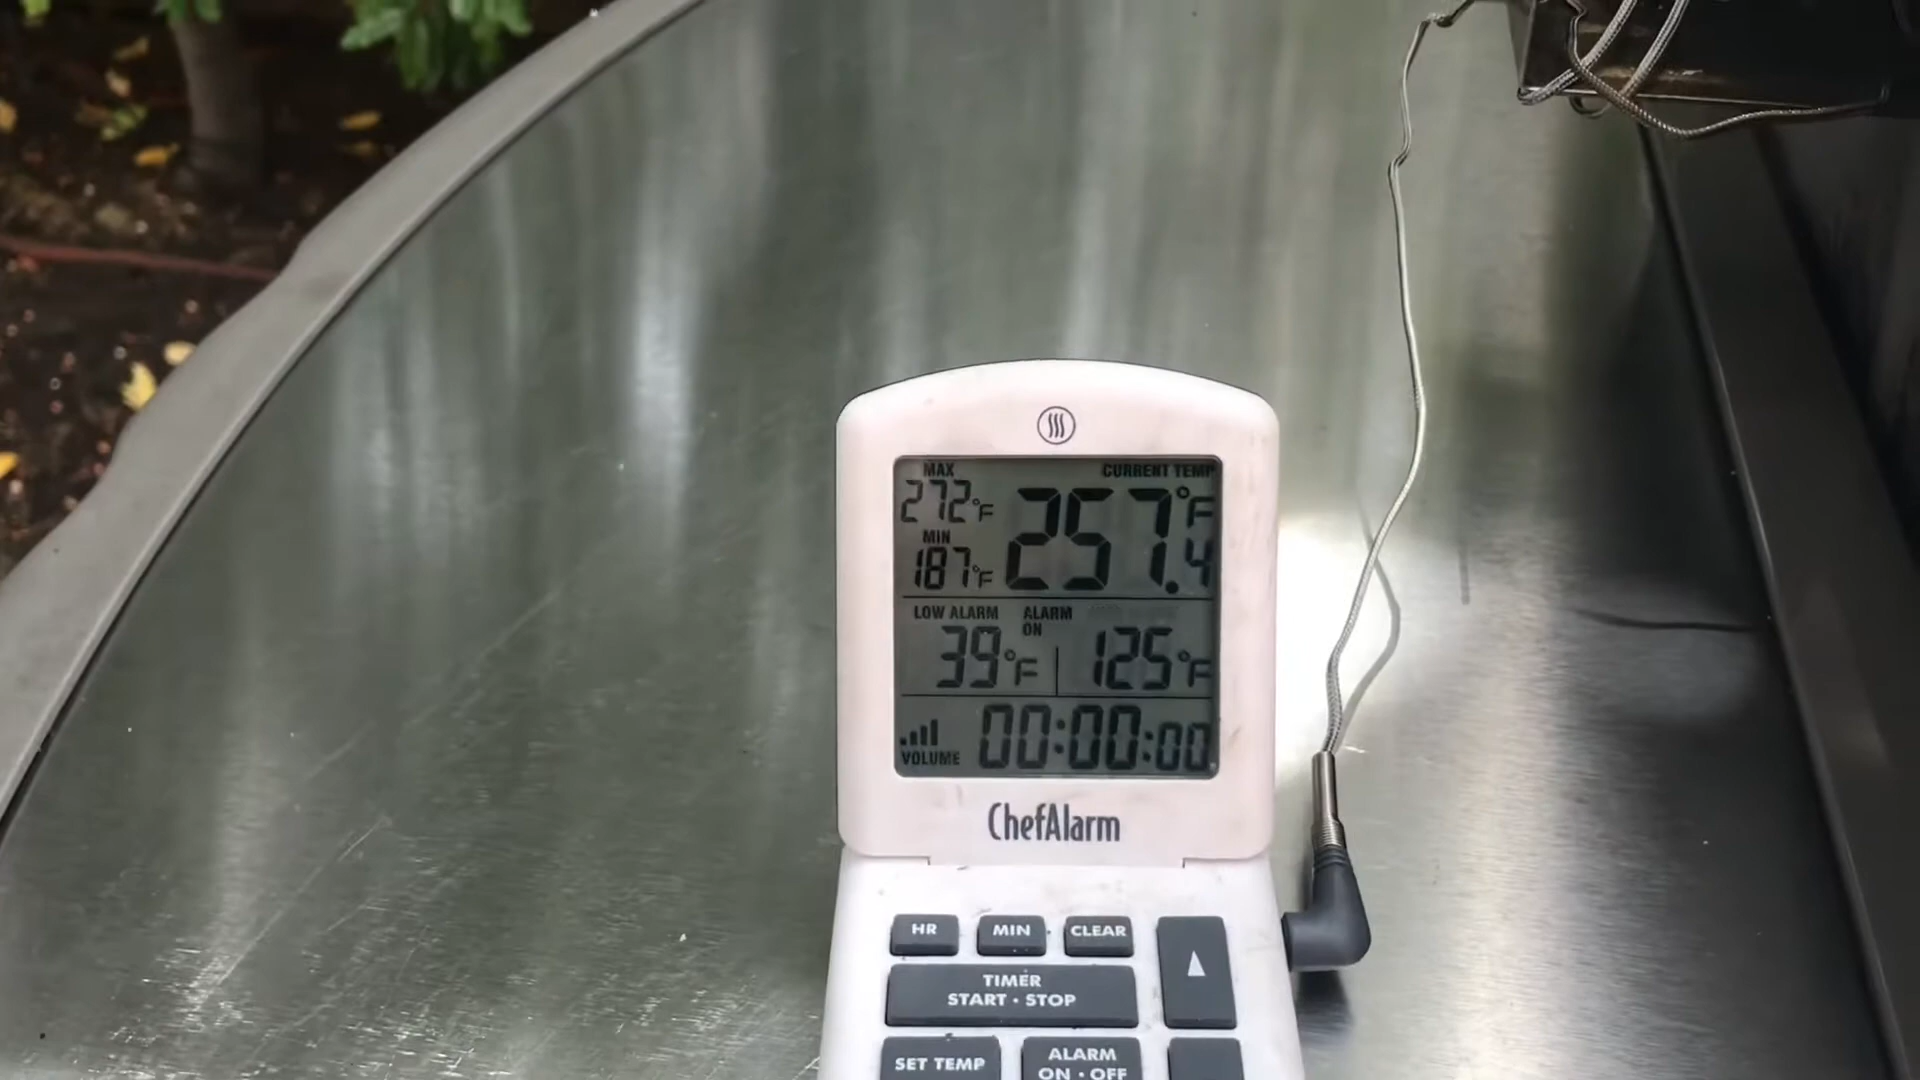 MAX
272°F
CURRENT TEMP
257.4°F
MIN
187°F
LOW ALARM
39°F
ALARM
ON
125°F
VOLUME
00:00:00
ChefAlarm
HR
MIN
CLEAR
TIMER
START • STOP
SET TEMP
ALARM
ON • OFF